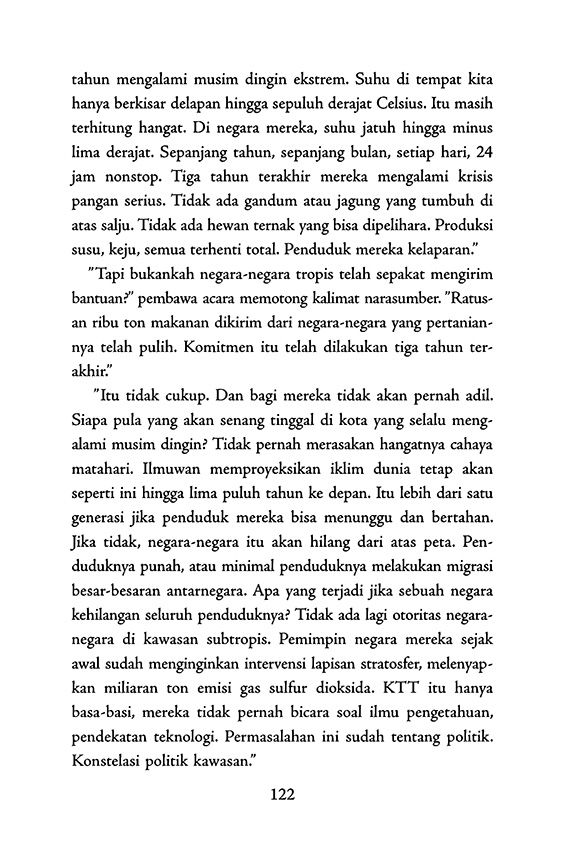 tahun mengalami musim dingin ekstrem. Suhu di tempat kita
hanya berkisar delapan hingga sepuluh derajat Celsius. Itu masih
terhitung hangat. Di negara mereka, suhu jatuh hingga minus
lima derajat. Sepanjang tahun, sepanjang bulan, setiap hari, 24
jam nonstop. Tiga tahun terakhir mereka mengalami krisis
pangan serius. Tidak ada gandum atau jagung yang tumbuh di
atas salju. Tidak ada hewan ternak yang bisa dipelihara. Produksi
susu, keju, semua terhenti total. Penduduk mereka kelaparan."
"Tapi bukankah negara-negara tropis telah sepakat mengirim
bantuan?" pembawa acara memotong kalimat narasumber. "Ratus-
an ribu ton makanan dikirim dari negara-negara yang pertanian-
nya telah pulih. Komitmen itu telah dilakukan tiga tahun ter-
akhir."
"Itu tidak cukup. Dan bagi mereka tidak akan pernah adil.
Siapa pula yang akan senang tinggal di kota yang selalu meng-
alami musim dingin? Tidak pernah merasakan hangatnya cahaya
matahari. Ilmuwan memproyeksikan iklim dunia tetap akan
seperti ini hingga lima puluh tahun ke depan. Itu lebih dari satu
generasi jika penduduk mereka bisa menunggu dan bertahan.
Jika tidak, negara-negara itu akan hilang dari atas peta. Pen-
duduknya punah, atau minimal penduduknya melakukan migrasi
besar-besaran antarnegara. Apa yang terjadi jika sebuah negara
kehilangan seluruh penduduknya? Tidak ada lagi otoritas negara-
negara di kawasan subtropis. Pemimpin negara mereka sejak
awal sudah menginginkan intervensi lapisan stratosfer, melenyap-
kan miliaran ton emisi gas sulfur dioksida. KTT itu hanya
basa-basi, mereka tidak pernah bicara soal ilmu pengetahuan,
pendekatan teknologi. Permasalahan ini sudah tentang politik.
Konstelasi politik kawasan."
122